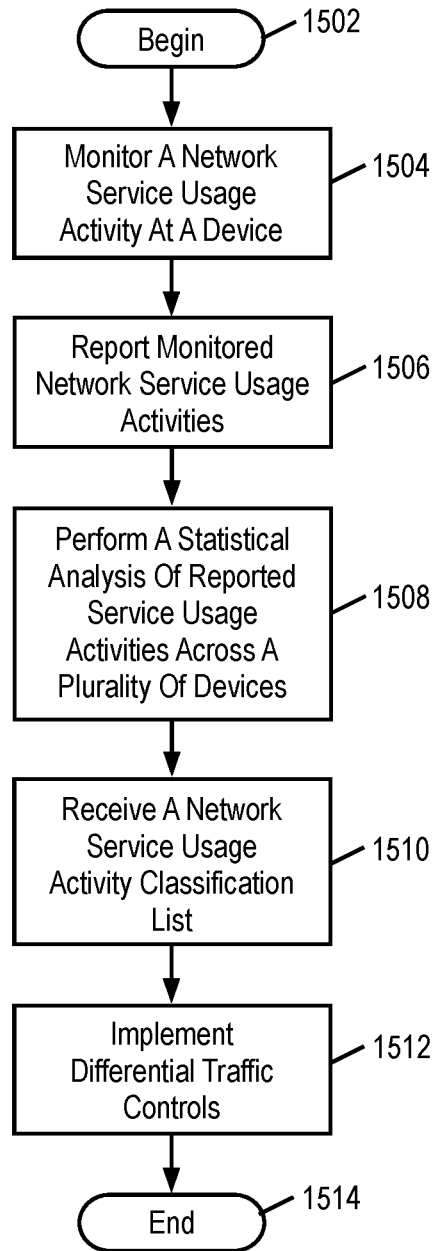 Begin
1502
Monitor A Network
Service Usage
Activity At A Device
1504
Report Monitored
Network Service Usage
Activities
1506
Perform A Statistical
Analysis Of Reported
Service Usage
Activities Across A
Plurality Of Devices
1508
Receive A Network
Service Usage
Activity Classification
List
1510
Implement
Differential Traffic
Controls
1512
End
1514